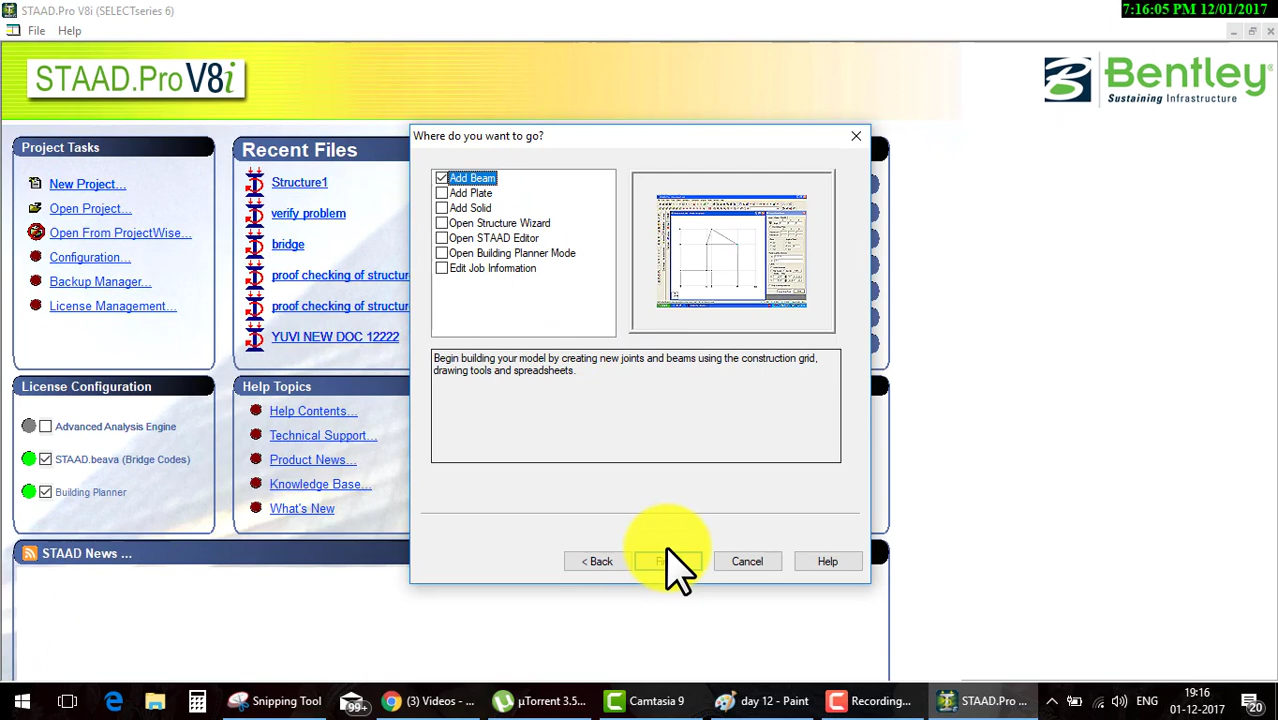 STAAD.Pro V8i (SELECTseries 6)
7:16:05 PM 12/01/2017
File Help
STAAD.Pro V8i
Bentley®
Sustaining Infrastructure
Project Tasks
New Project...
Open Project...
Open From ProjectWise...
Configuration...
Backup Manager...
License Management...
Recent Files
Structure1
verify problem
bridge
proof checking of structure
proof checking of structure
YUVI NEW DOC 12222
Where do you want to go?
Add Beam
Add Plate
Add Solid
Open Structure Wizard
Open STAAD Editor
Open Building Planner Mode
Edit Job Information
Begin building your model by creating new joints and beams using the construction grid,
drawing tools and spreadsheets.
< Back
Cancel
Help
License Configuration
Advanced Analysis Engine
STAAD.beava (Bridge Codes)
Building Planner
Help Topics
Help Contents...
Technical Support...
Product News...
Knowledge Base...
What's New
STAAD News ...
Snipping Tool
99+
(3) Videos - ...
µTorrent 3.5...
Camtasia 9
day 12 - Paint
Recording...
STAAD.Pro ...
ENG
19:16
01-12-2017
20